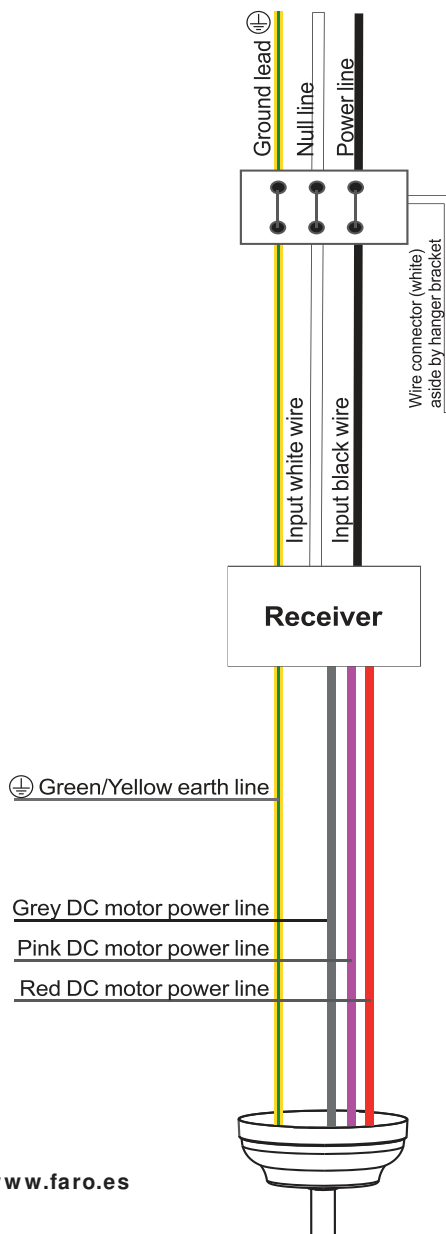 Ground lead
Null line
Power line
Wire connector (white)
aside by hanger bracket
Input white wire
Input black wire
Receiver
Green/Yellow earth line
Grey DC motor power line
Pink DC motor power line
Red DC motor power line
www.faro.es